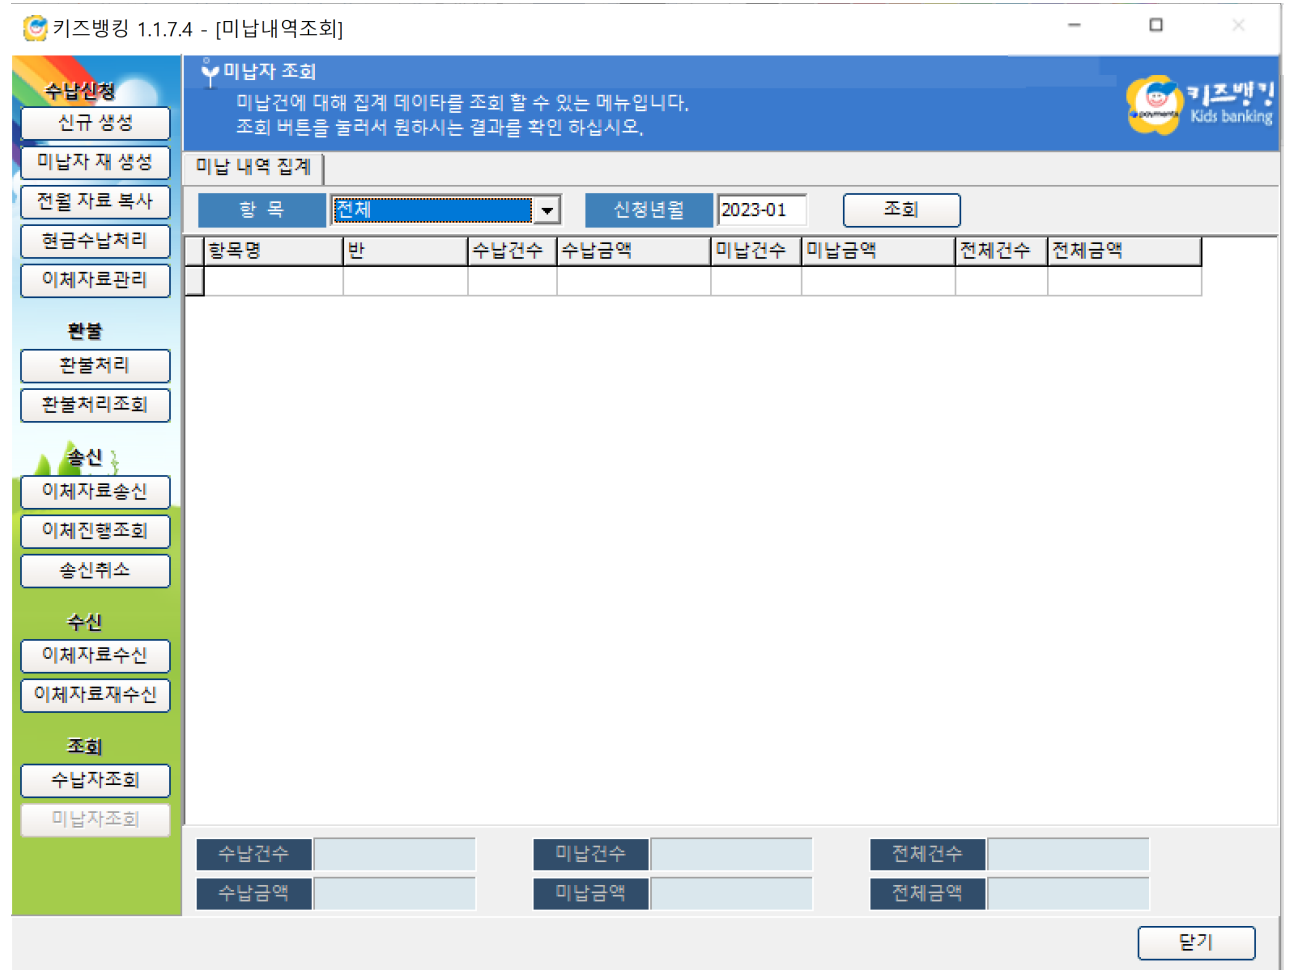 키즈뱅킹 1.1.7.4 - [미납내역조회]
수납신청
신규 생성
미납자 재 생성
전월 자료 복사
현금수납처리
이체자료관리
환불
환불처리
환불처리조회
송신
이체자료송신
이체진행조회
송신취소
수신
이체자료수신
이체자료재수신
조회
수납자조회
미납자조회
미납자 조회
미납건에 대해 집계 데이타를 조회 할 수 있는 메뉴입니다.
조회 버튼을 눌러서 원하시는 결과를 확인 하십시오.
payments
키즈뱅킹
Kids banking
미납 내역 집계
항 목 전체 신청년월 2023-01 조회
항목명 반 수납건수 수납금액 미납건수 미납금액 전체건수 전체금액
수납건수 미납건수 전체건수
수납금액 미납금액 전체금액
닫기